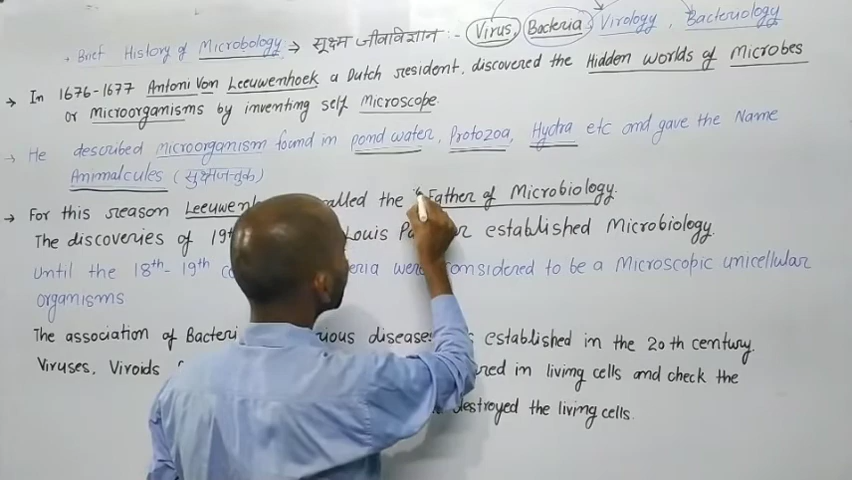 • Brief History of Microbology → सूक्ष्म जीवविज्ञान :- Virus, Bacteria → Virology, Bacteriology
→ In 1676-1677 Antoni Von Leeuwenhoek a Dutch resident, discovered the Hidden worlds of Microbes
or Microorganisms by inventing self Microscope.
→ He described microorganism found in pond water, Protozoa, Hydra etc and gave the Name
Animalcules (सुक्ष्मजन्तुक)
→ For this reason Leeuwenh called the "Father of Microbiology.
The discoveries of 19th Louis established Microbiology.
Until the 18th - 19th were considered to be a Microscopic unicellular
organisms
The association of Bacteri diseases established in the 20th century.
Viruses, Viroids in living cells and check the
destroyed the living cells.